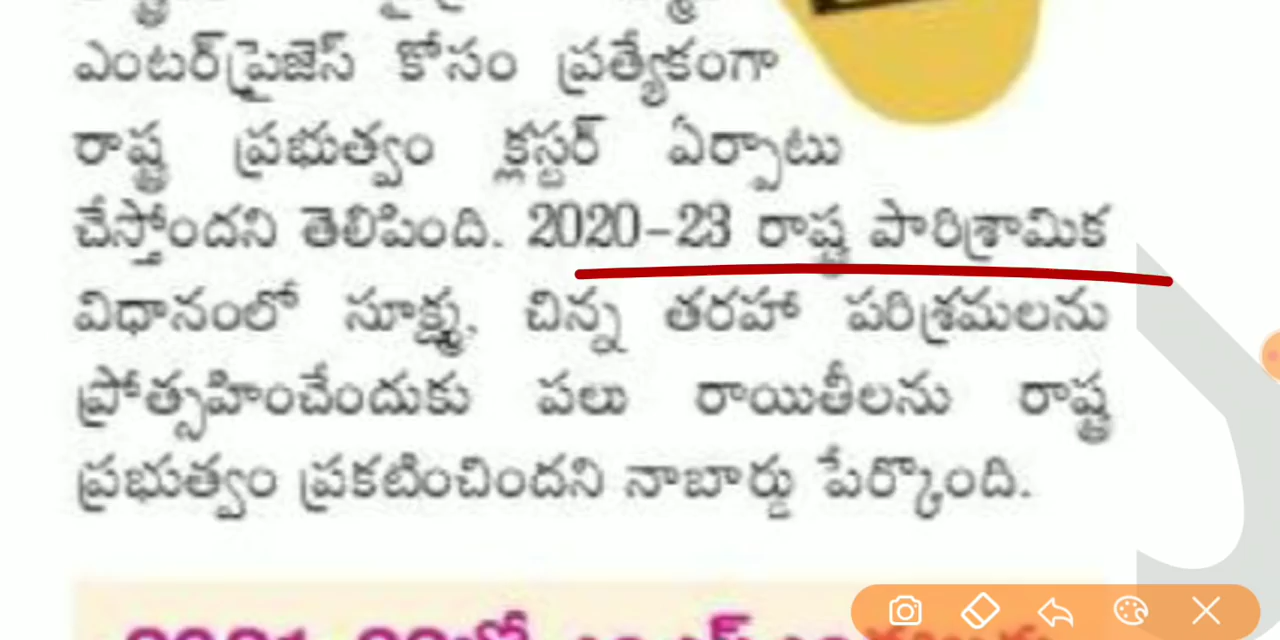 ఎంటర్‌ప్రైజెస్ కోసం ప్రత్యేకంగా
రాష్ట్ర ప్రభుత్వం క్లస్టర్ ఏర్పాటు
చేస్తోందని తెలిపింది. 2020–23 రాష్ట్ర పారిశ్రామిక
విధానంలో సూక్ష్మ, చిన్న తరహా పరిశ్రమలను
ప్రోత్సహించేందుకు పలు రాయితీలను రాష్ట్ర
ప్రభుత్వం ప్రకటించిందని నాబార్డు పేర్కొంది.